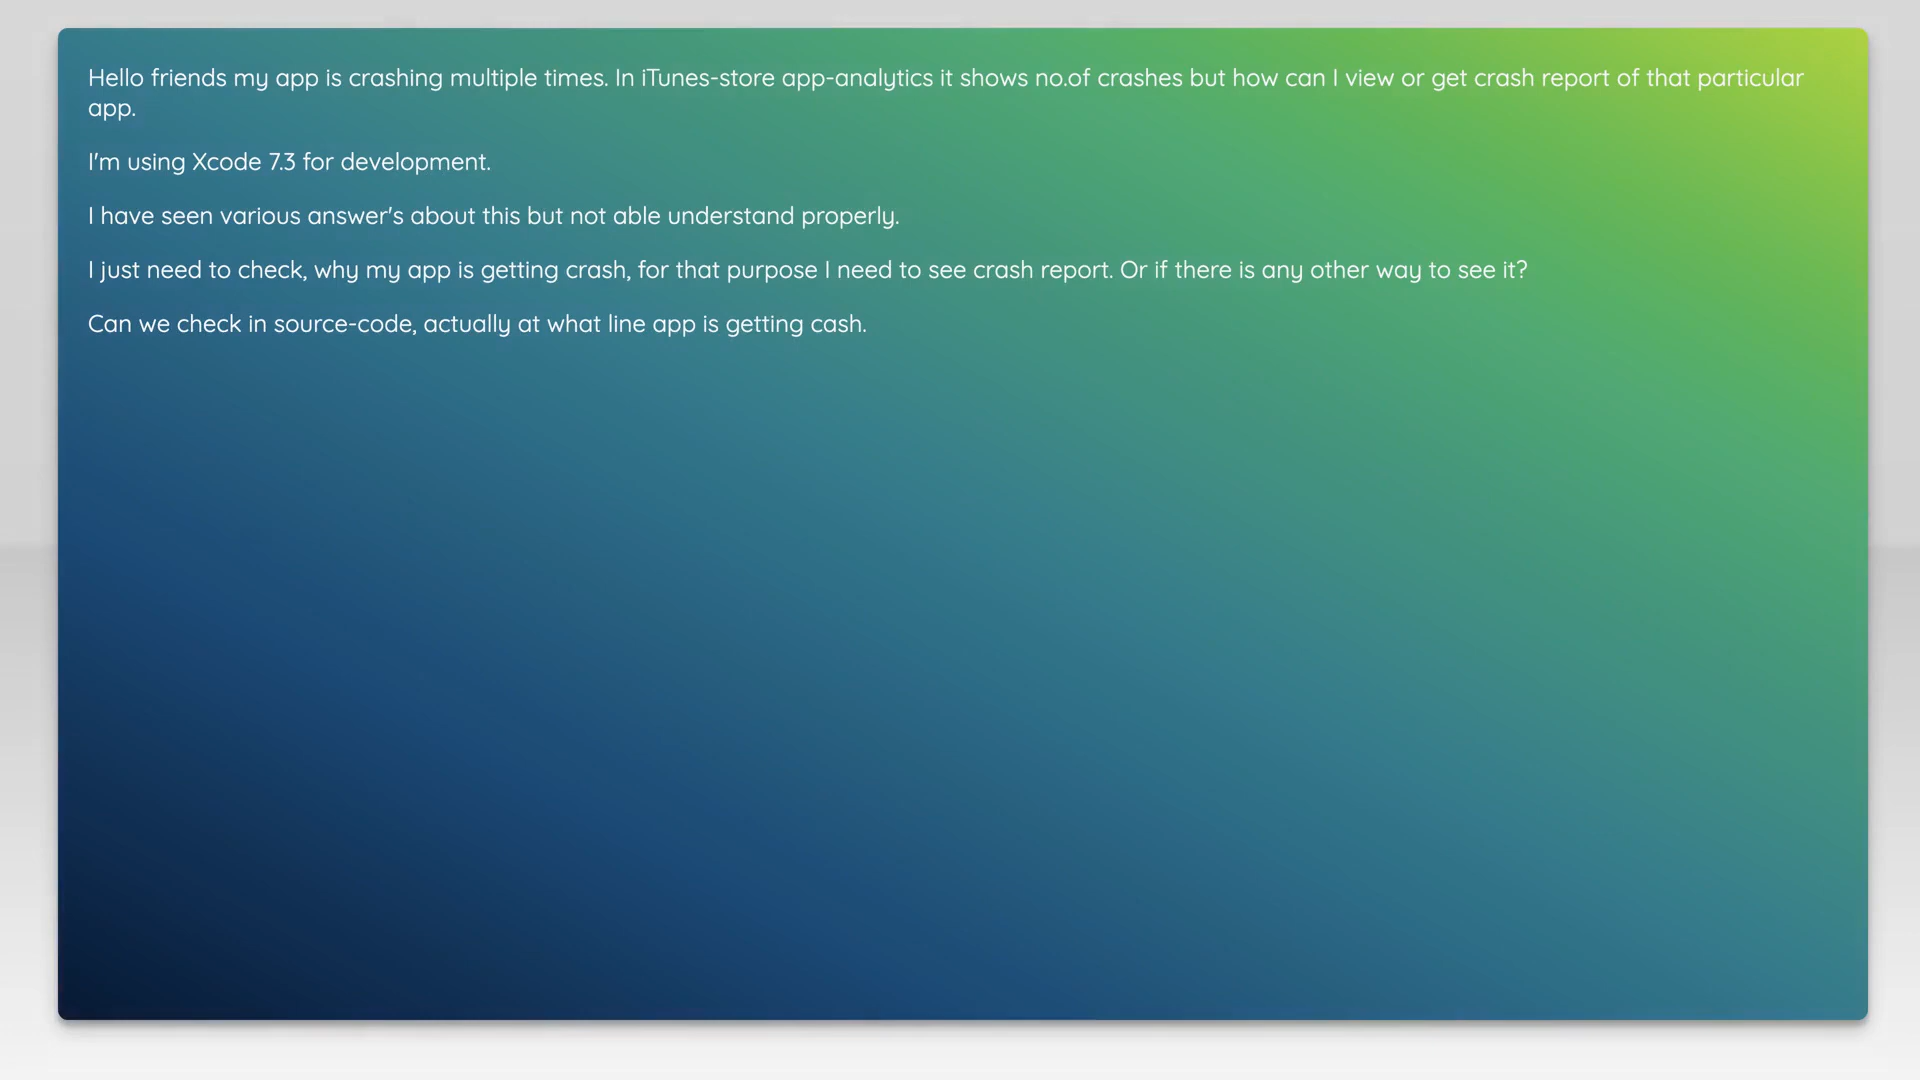 Hello friends my app is crashing multiple times. In iTunes-store app-analytics it shows no.of crashes but how can I view or get crash report of that particular
app.
I'm using Xcode 7.3 for development.
I have seen various answer's about this but not able understand properly.
I just need to check, why my app is getting crash, for that purpose I need to see crash report. Or if there is any other way to see it?
Can we check in source-code, actually at what line app is getting cash.